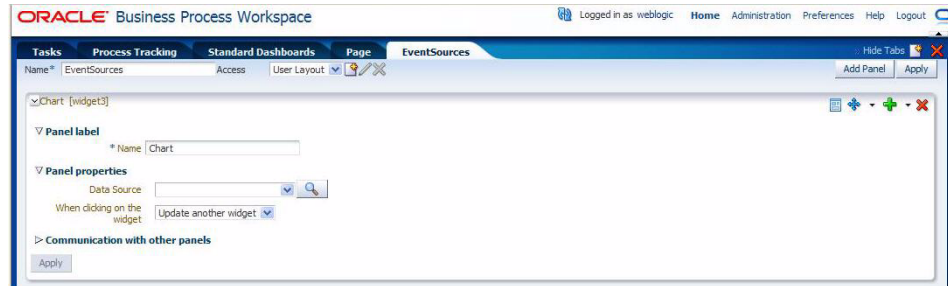 ORACLE Business Process Workspace Logged in as weblogic Home Administration Preferences Help Logout
Tasks Process Tracking Standard Dashboards Page EventSources Hide Tabs
Name* EventSources Access User Layout Add Panel Apply
Chart [widget3]
Panel label
* Name Chart
Panel properties
Data Source
When clicking on the
widget Update another widget
Communication with other panels
Apply